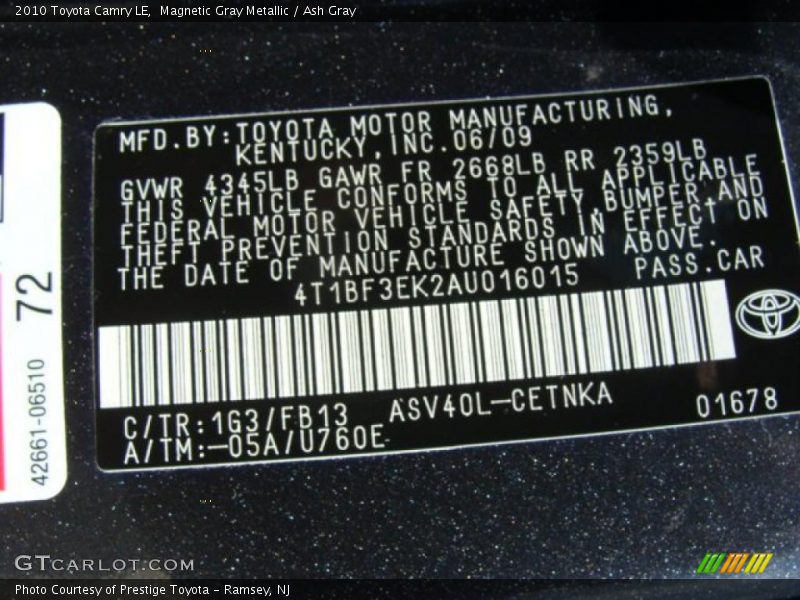 2010 Toyota Camry LE,  Magnetic Gray Metallic / Ash Gray
MFD.BY:TOYOTA MOTOR MANUFACTURING,
KENTUCKY,INC.06/09
GVWR 4345LB GAWR FR 2668LB RR 2359LB
THIS VEHICLE CONFORMS TO ALL APPLICABLE
FEDERAL MOTOR VEHICLE SAFETY,BUMPER,AND
THEFT PREVENTION STANDARDS IN EFFECT ON
THE DATE OF MANUFACTURE SHOWN ABOVE.
4T1BF3EK2AU016015 PASS.CAR
C/TR:1G3/FB13 ASV40L-CETNKA 01678
A/TM:-05A/U760E
72
42661-06510
GTCARLOT.COM
Photo Courtesy of Prestige Toyota - Ramsey, NJ